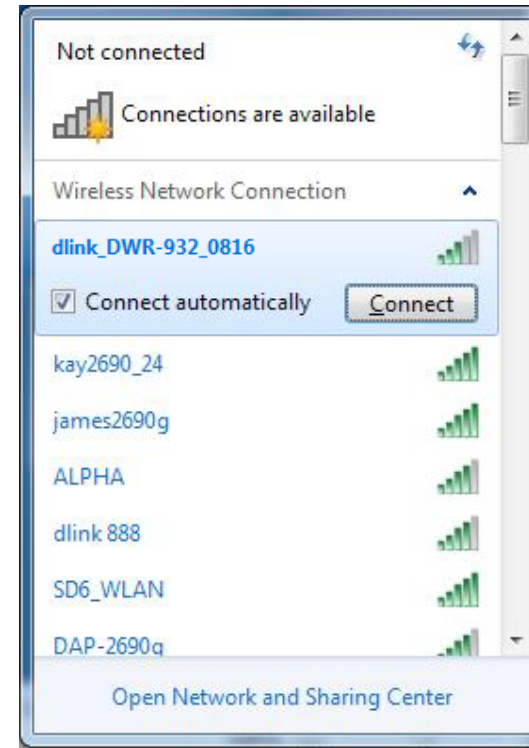 Not connected
Connections are available
Wireless Network Connection
dlink_DWR-932_0816
Connect automatically Connect
kay2690_24
james2690g
ALPHA
dlink 888
SD6_WLAN
DAP-2690g
Open Network and Sharing Center